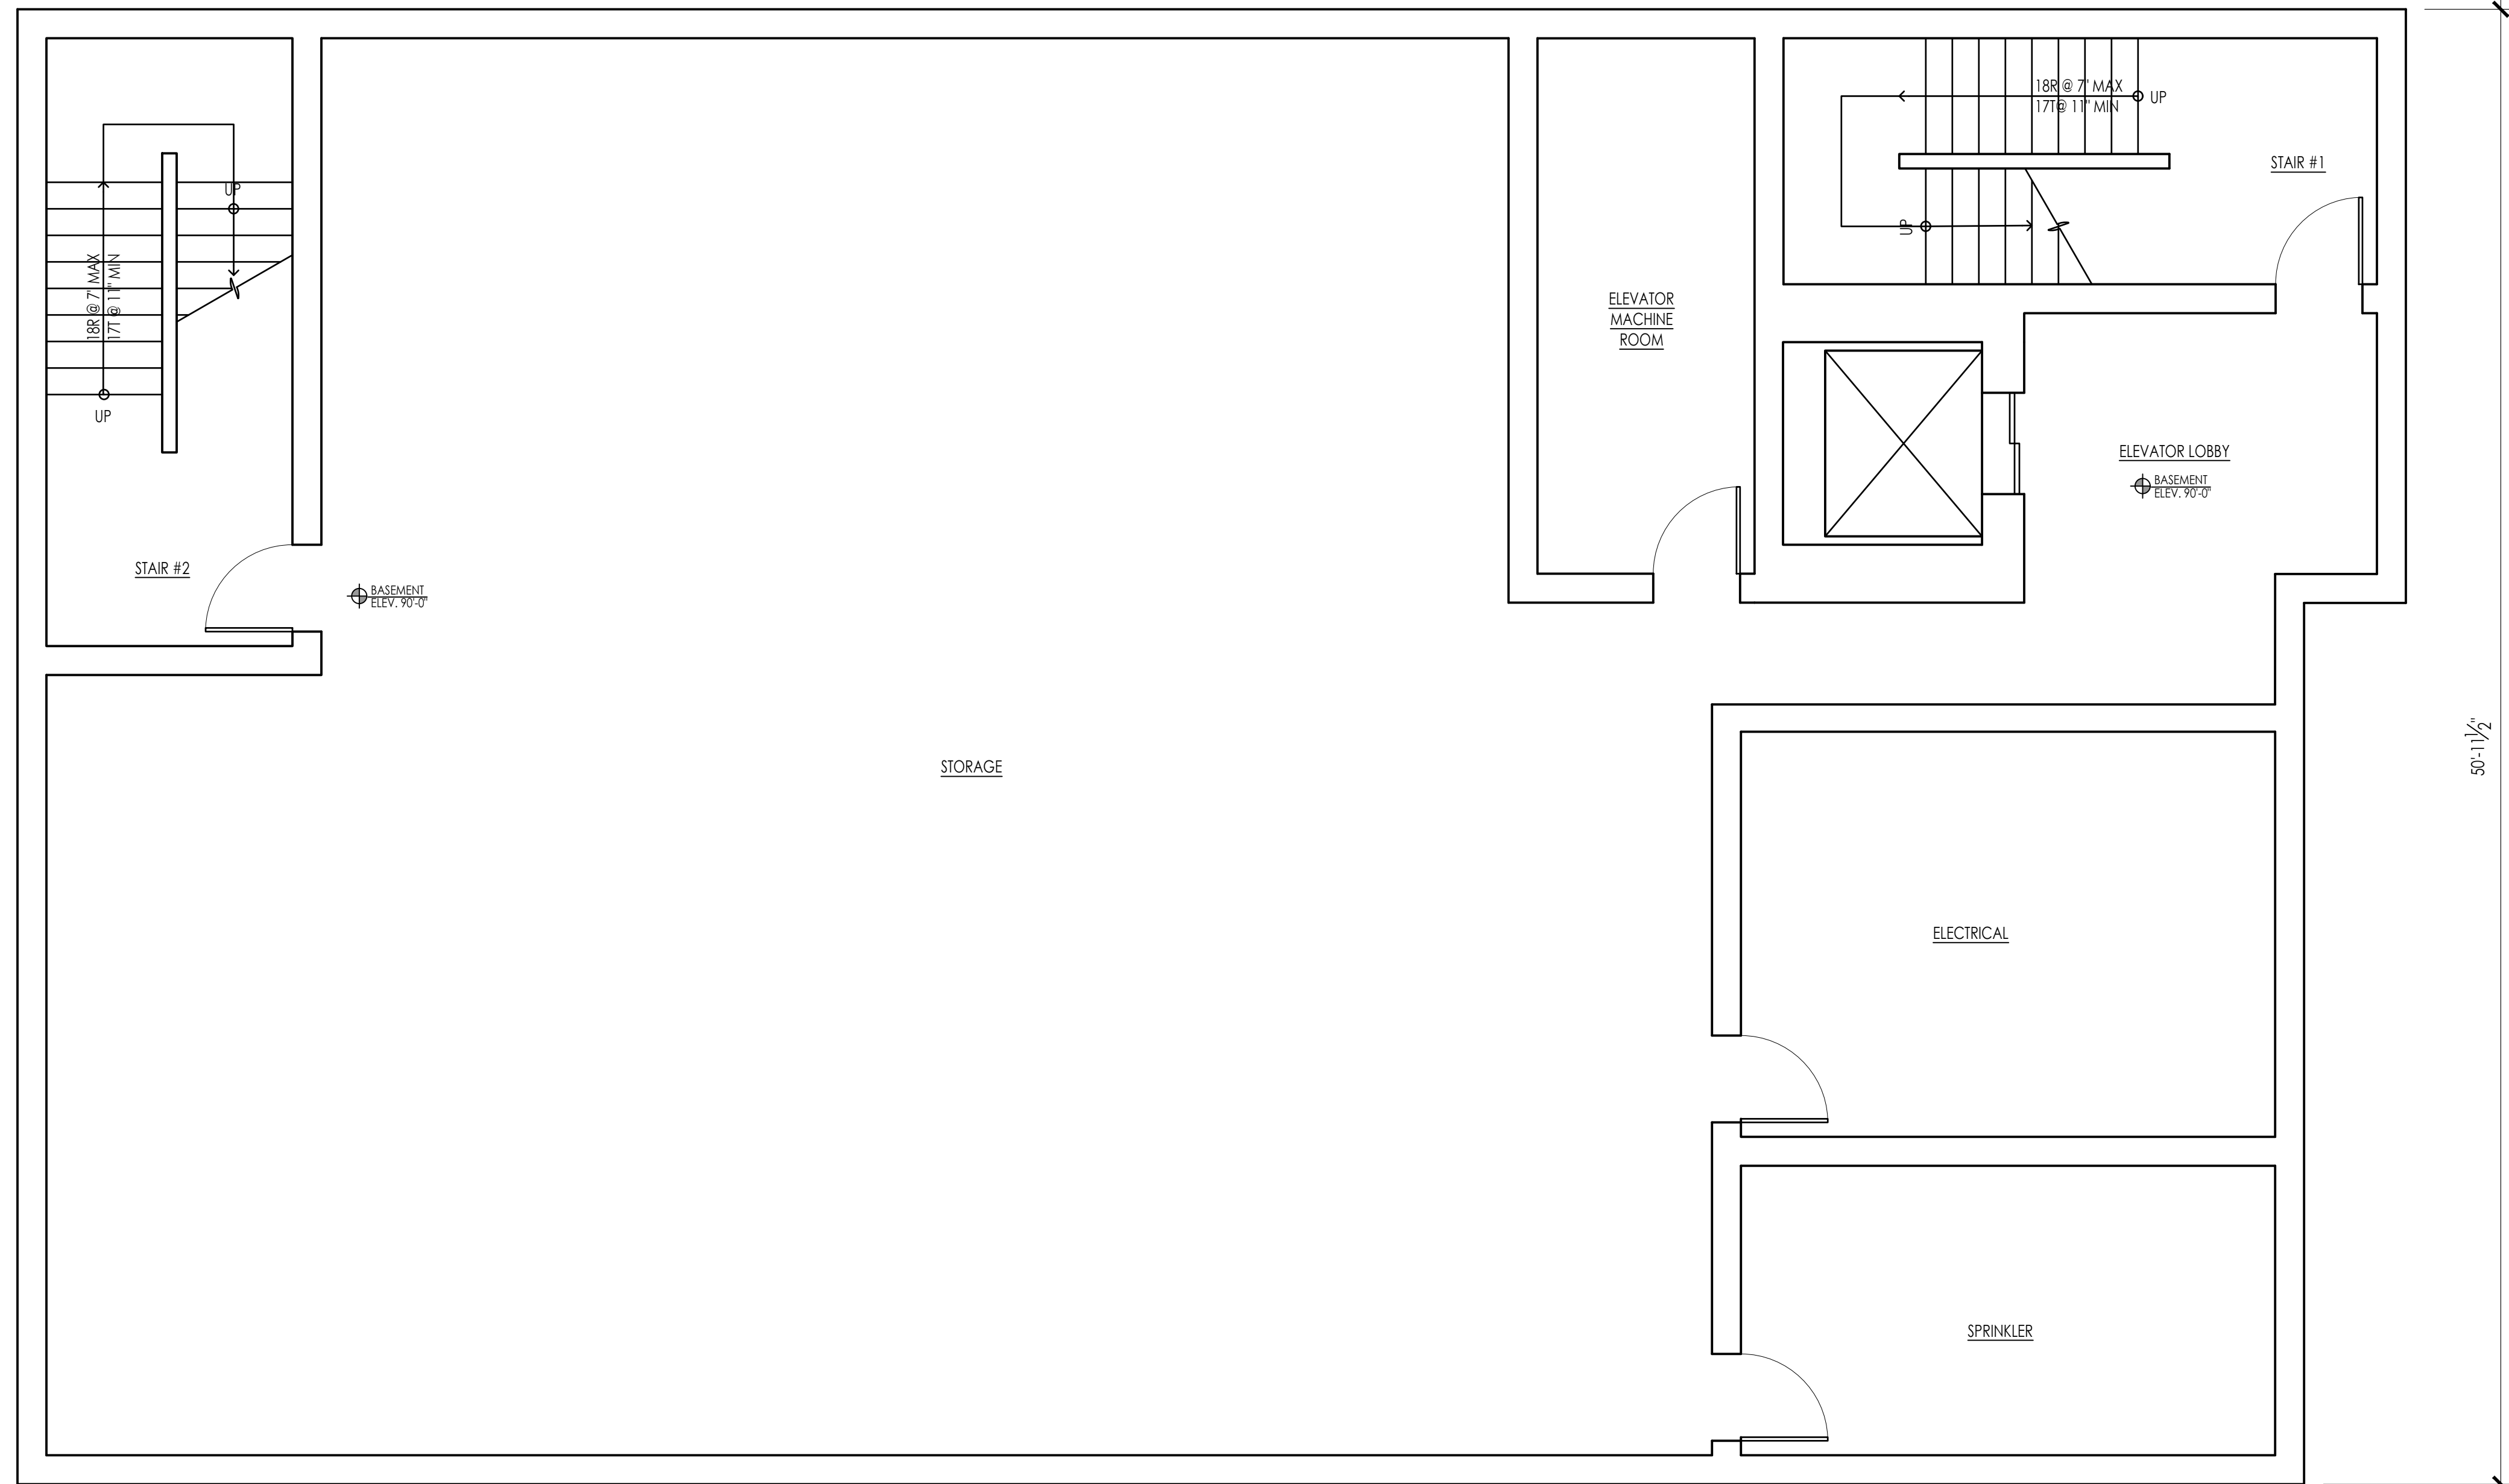 18R @ 7" MAX
17T@ 11" MIN
UP
STAIR #1
UP
UP
18R @ 7" MAX
17T @ 11" MIN
UP
ELEVATOR
MACHINE
ROOM
ELEVATOR LOBBY
BASEMENT
ELEV. 90'-0"
STAIR #2
BASEMENT
ELEV. 90'-0"
STORAGE
50'-11 1/2"
ELECTRICAL
SPRINKLER